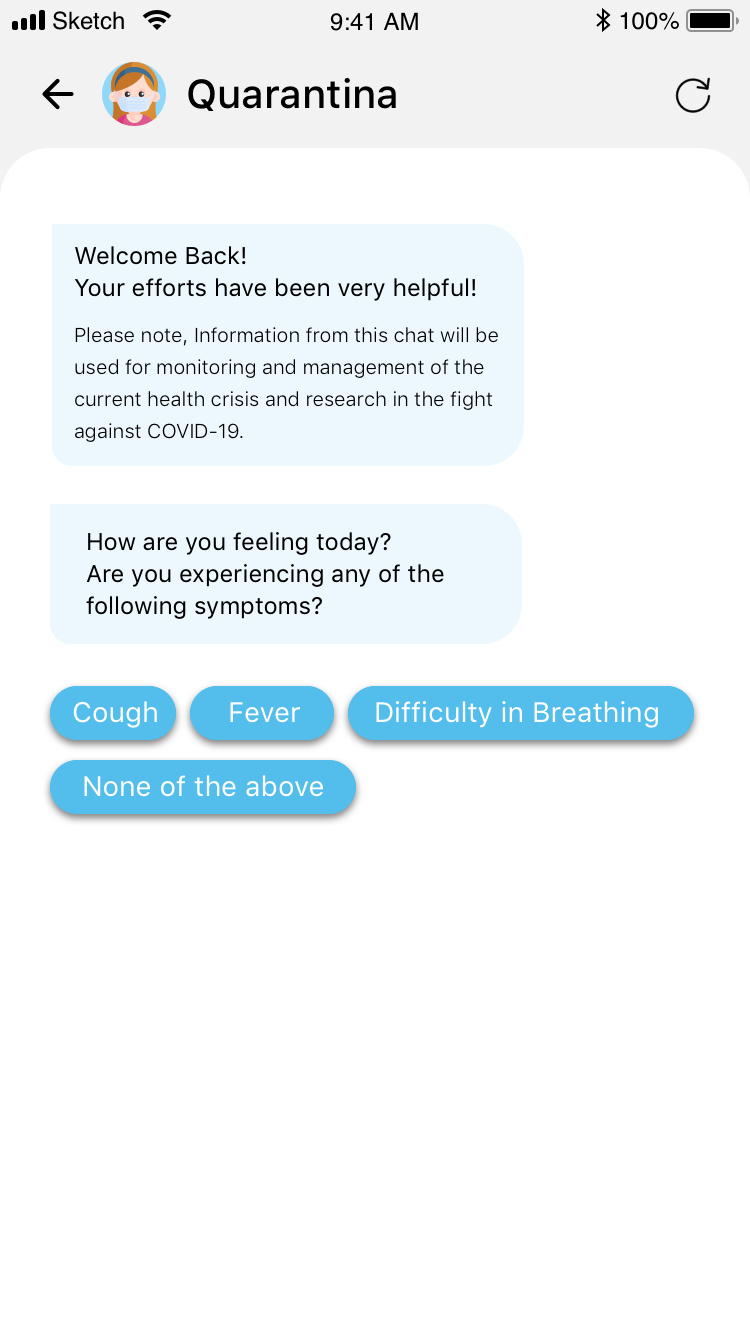 Sketch 9:41 AM 100%
Quarantina
Welcome Back!
Your efforts have been very helpful!
Please note, Information from this chat will be
used for monitoring and management of the
current health crisis and research in the fight
against COVID-19.
How are you feeling today?
Are you experiencing any of the
following symptoms?
Cough Fever Difficulty in Breathing
None of the above